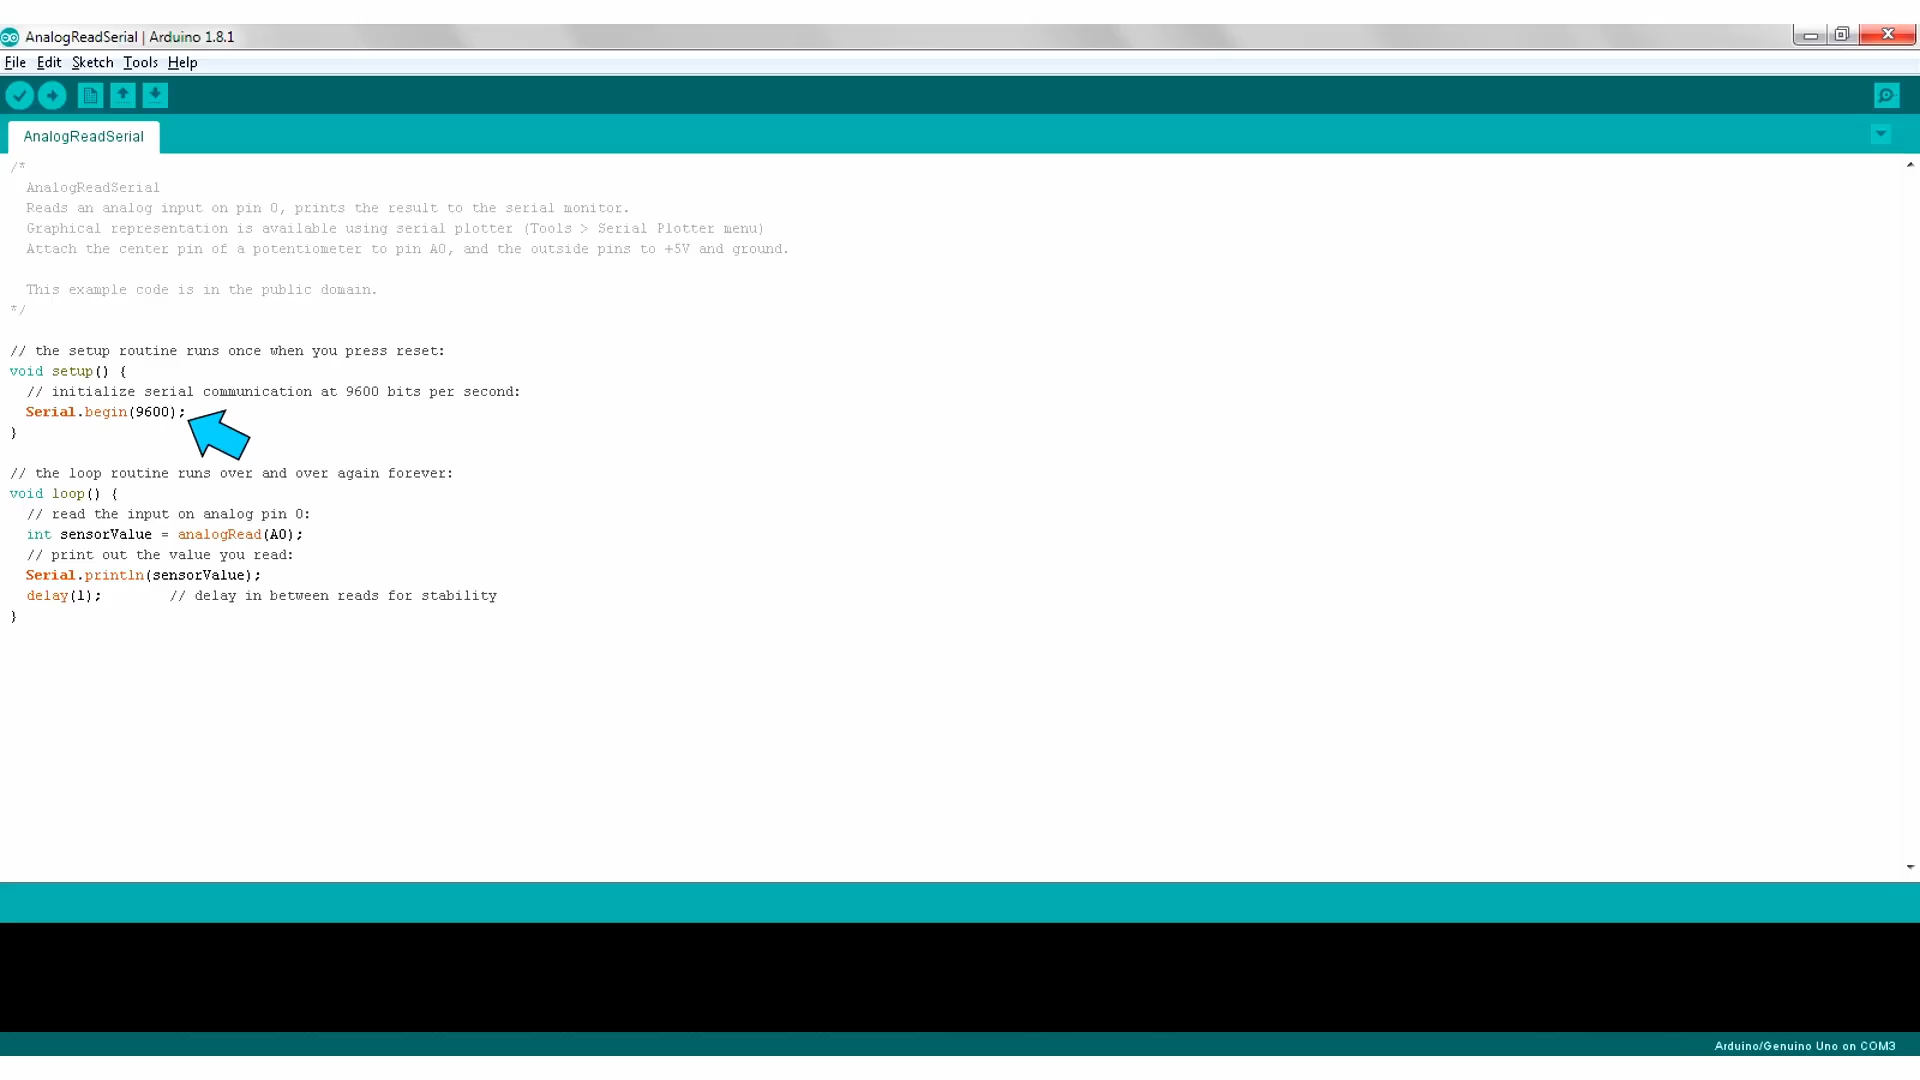 AnalogReadSerial | Arduino 1.8.1
File Edit Sketch Tools Help
AnalogReadSerial
/*
  AnalogReadSerial
  Reads an analog input on pin 0, prints the result to the serial monitor.
  Graphical representation is available using serial plotter (Tools > Serial Plotter menu)
  Attach the center pin of a potentiometer to pin A0, and the outside pins to +5V and ground.
  This example code is in the public domain.
*/
// the setup routine runs once when you press reset:
void setup() {
  // initialize serial communication at 9600 bits per second:
  Serial.begin(9600);
}
// the loop routine runs over and over again forever:
void loop() {
  // read the input on analog pin 0:
  int sensorValue = analogRead(A0);
  // print out the value you read:
  Serial.println(sensorValue);
  delay(1);        // delay in between reads for stability
}
Arduino/Genuino Uno on COM3